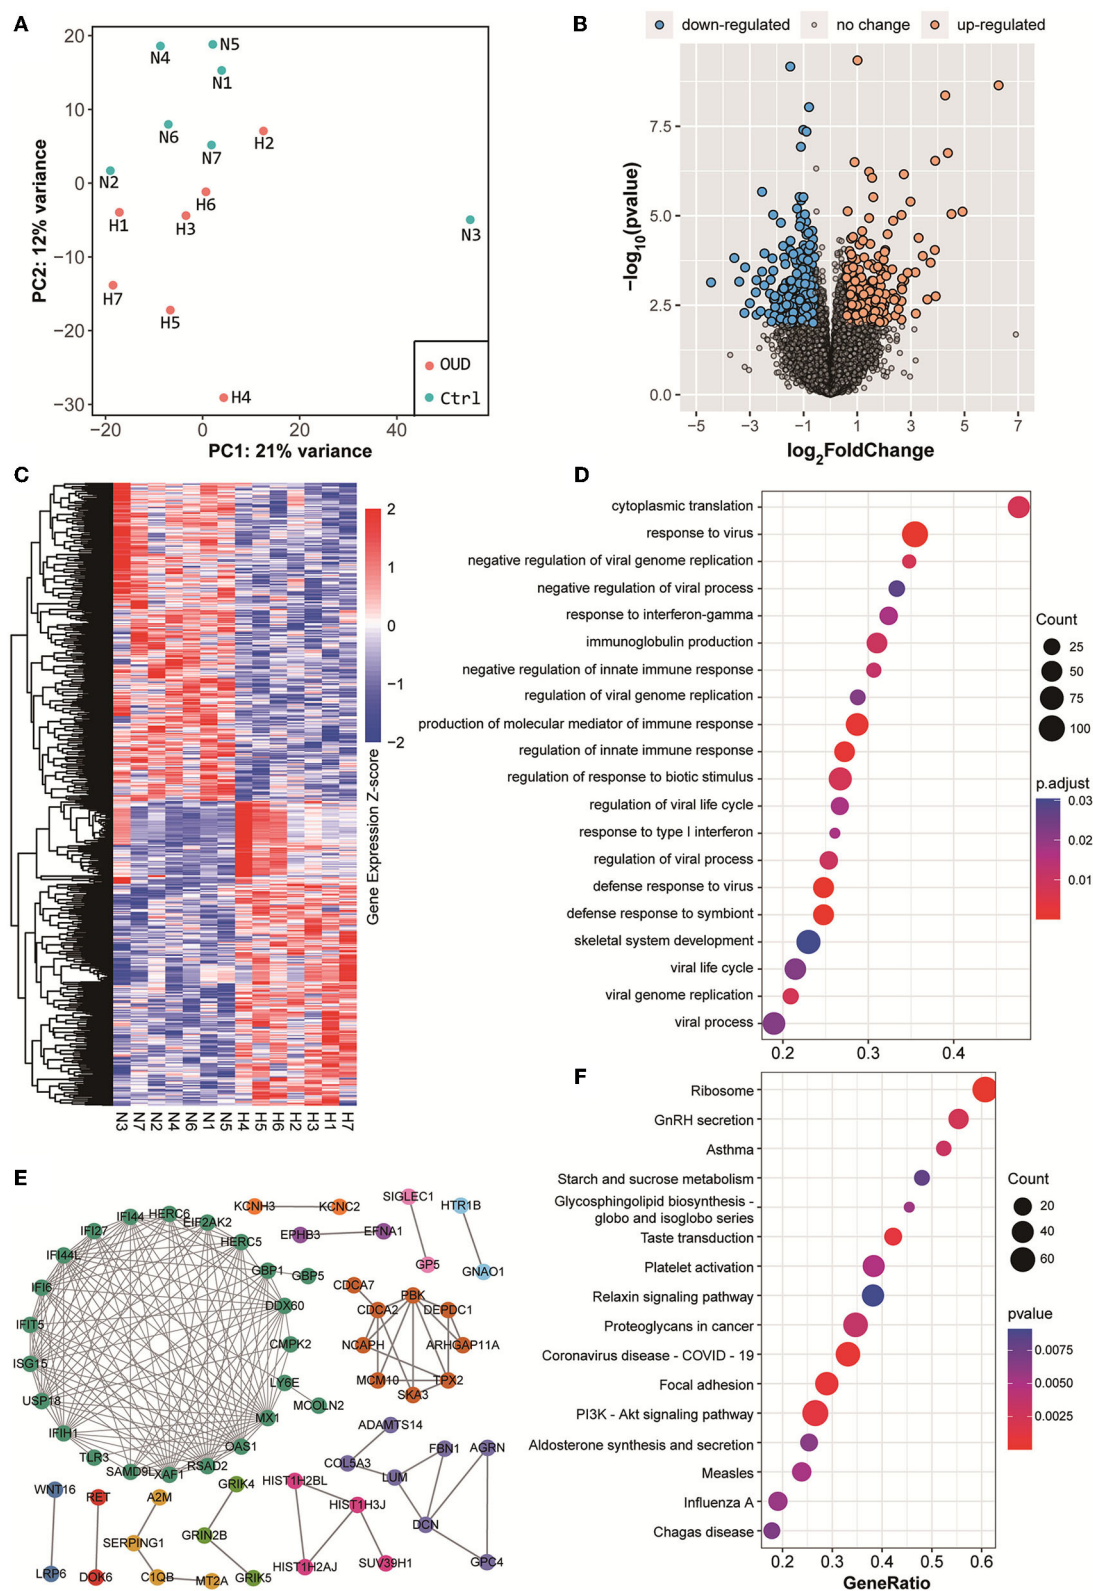 A
20
10
0
−10
−20
−30
PC2: 12% variance
N4
N5
N1
N6
N7
H2
N2
H6
H1
H3
N3
H7
H5
H4
OUD
Ctrl
−20
0
20
40
PC1: 21% variance
B
down-regulated
no change
up-regulated
7.5
5.0
2.5
0.0
−log10(pvalue)
−5
−3
−1
1
3
5
7
log2FoldChange
C
2
1
0
−1
−2
Gene Expression Z-score
N3
N7
N2
N4
N6
N1
N5
H4
H5
H6
H2
H3
H1
H7
D
cytoplasmic translation
response to virus
negative regulation of viral genome replication
negative regulation of viral process
response to interferon-gamma
immunoglobulin production
negative regulation of innate immune response
regulation of viral genome replication
production of molecular mediator of immune response
regulation of innate immune response
regulation of response to biotic stimulus
regulation of viral life cycle
response to type I interferon
regulation of viral process
defense response to virus
defense response to symbiont
skeletal system development
viral life cycle
viral genome replication
viral process
0.2
0.3
0.4
Count
25
50
75
100
p.adjust
0.03
0.02
0.01
E
IFI44
HERC6
EIF2AK2
IFI27
HERC5
IFI44L
GBP1
GBP5
IFI6
DDX60
IFIT5
CMPK2
ISG15
LY6E
MCOLN2
USP18
MX1
IFIH1
OAS1
TLR3
RSAD2
SAMD9L
XAF1
KCNH3
KCNC2
EPHB3
EFNA1
SIGLEC1
GP5
HTR1B
GNAO1
CDCA7
PBK
CDCA2
DEPDC1
NCAPH
ARHGAP11A
MCM10
TPX2
SKA3
ADAMTS14
COL5A3
FBN1
AGRN
LUM
DCN
GPC4
WNT16
LRP6
RET
DOK6
A2M
SERPING1
C1QB
MT2A
GRIK4
GRIN2B
GRIK5
HIST1H2BL
HIST1H3J
HIST1H2AJ
SUV39H1
F
Ribosome
GnRH secretion
Asthma
Starch and sucrose metabolism
Glycosphingolipid biosynthesis -
globo and isoglobo series
Taste transduction
Platelet activation
Relaxin signaling pathway
Proteoglycans in cancer
Coronavirus disease - COVID - 19
Focal adhesion
PI3K - Akt signaling pathway
Aldosterone synthesis and secretion
Measles
Influenza A
Chagas disease
0.2
0.3
0.4
0.5
0.6
GeneRatio
Count
20
40
60
pvalue
0.0075
0.0050
0.0025